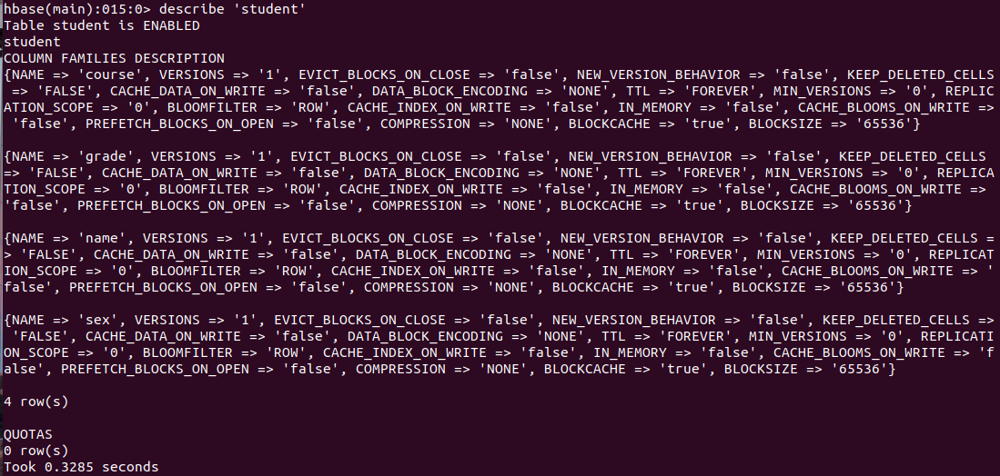 hbase(main):015:0> describe 'student'
Table student is ENABLED
student
COLUMN FAMILIES DESCRIPTION
{NAME => 'course', VERSIONS => '1', EVICT_BLOCKS_ON_CLOSE => 'false', NEW_VERSION_BEHAVIOR => 'false', KEEP_DELETED_CELLS
 => 'FALSE', CACHE_DATA_ON_WRITE => 'false', DATA_BLOCK_ENCODING => 'NONE', TTL => 'FOREVER', MIN_VERSIONS => '0', REPLIC
ATION_SCOPE => '0', BLOOMFILTER => 'ROW', CACHE_INDEX_ON_WRITE => 'false', IN_MEMORY => 'false', CACHE_BLOOMS_ON_WRITE =>
 'false', PREFETCH_BLOCKS_ON_OPEN => 'false', COMPRESSION => 'NONE', BLOCKCACHE => 'true', BLOCKSIZE => '65536'}

{NAME => 'grade', VERSIONS => '1', EVICT_BLOCKS_ON_CLOSE => 'false', NEW_VERSION_BEHAVIOR => 'false', KEEP_DELETED_CELLS
=> 'FALSE', CACHE_DATA_ON_WRITE => 'false', DATA_BLOCK_ENCODING => 'NONE', TTL => 'FOREVER', MIN_VERSIONS => '0', REPLICA
TION_SCOPE => '0', BLOOMFILTER => 'ROW', CACHE_INDEX_ON_WRITE => 'false', IN_MEMORY => 'false', CACHE_BLOOMS_ON_WRITE =>
'false', PREFETCH_BLOCKS_ON_OPEN => 'false', COMPRESSION => 'NONE', BLOCKCACHE => 'true', BLOCKSIZE => '65536'}

{NAME => 'name', VERSIONS => '1', EVICT_BLOCKS_ON_CLOSE => 'false', NEW_VERSION_BEHAVIOR => 'false', KEEP_DELETED_CELLS =
> 'FALSE', CACHE_DATA_ON_WRITE => 'false', DATA_BLOCK_ENCODING => 'NONE', TTL => 'FOREVER', MIN_VERSIONS => '0', REPLICAT
ION_SCOPE => '0', BLOOMFILTER => 'ROW', CACHE_INDEX_ON_WRITE => 'false', IN_MEMORY => 'false', CACHE_BLOOMS_ON_WRITE => '
false', PREFETCH_BLOCKS_ON_OPEN => 'false', COMPRESSION => 'NONE', BLOCKCACHE => 'true', BLOCKSIZE => '65536'}

{NAME => 'sex', VERSIONS => '1', EVICT_BLOCKS_ON_CLOSE => 'false', NEW_VERSION_BEHAVIOR => 'false', KEEP_DELETED_CELLS =>
 'FALSE', CACHE_DATA_ON_WRITE => 'false', DATA_BLOCK_ENCODING => 'NONE', TTL => 'FOREVER', MIN_VERSIONS => '0', REPLICATI
ON_SCOPE => '0', BLOOMFILTER => 'ROW', CACHE_INDEX_ON_WRITE => 'false', IN_MEMORY => 'false', CACHE_BLOOMS_ON_WRITE => 'f
alse', PREFETCH_BLOCKS_ON_OPEN => 'false', COMPRESSION => 'NONE', BLOCKCACHE => 'true', BLOCKSIZE => '65536'}

4 row(s)

QUOTAS
0 row(s)
Took 0.3285 seconds